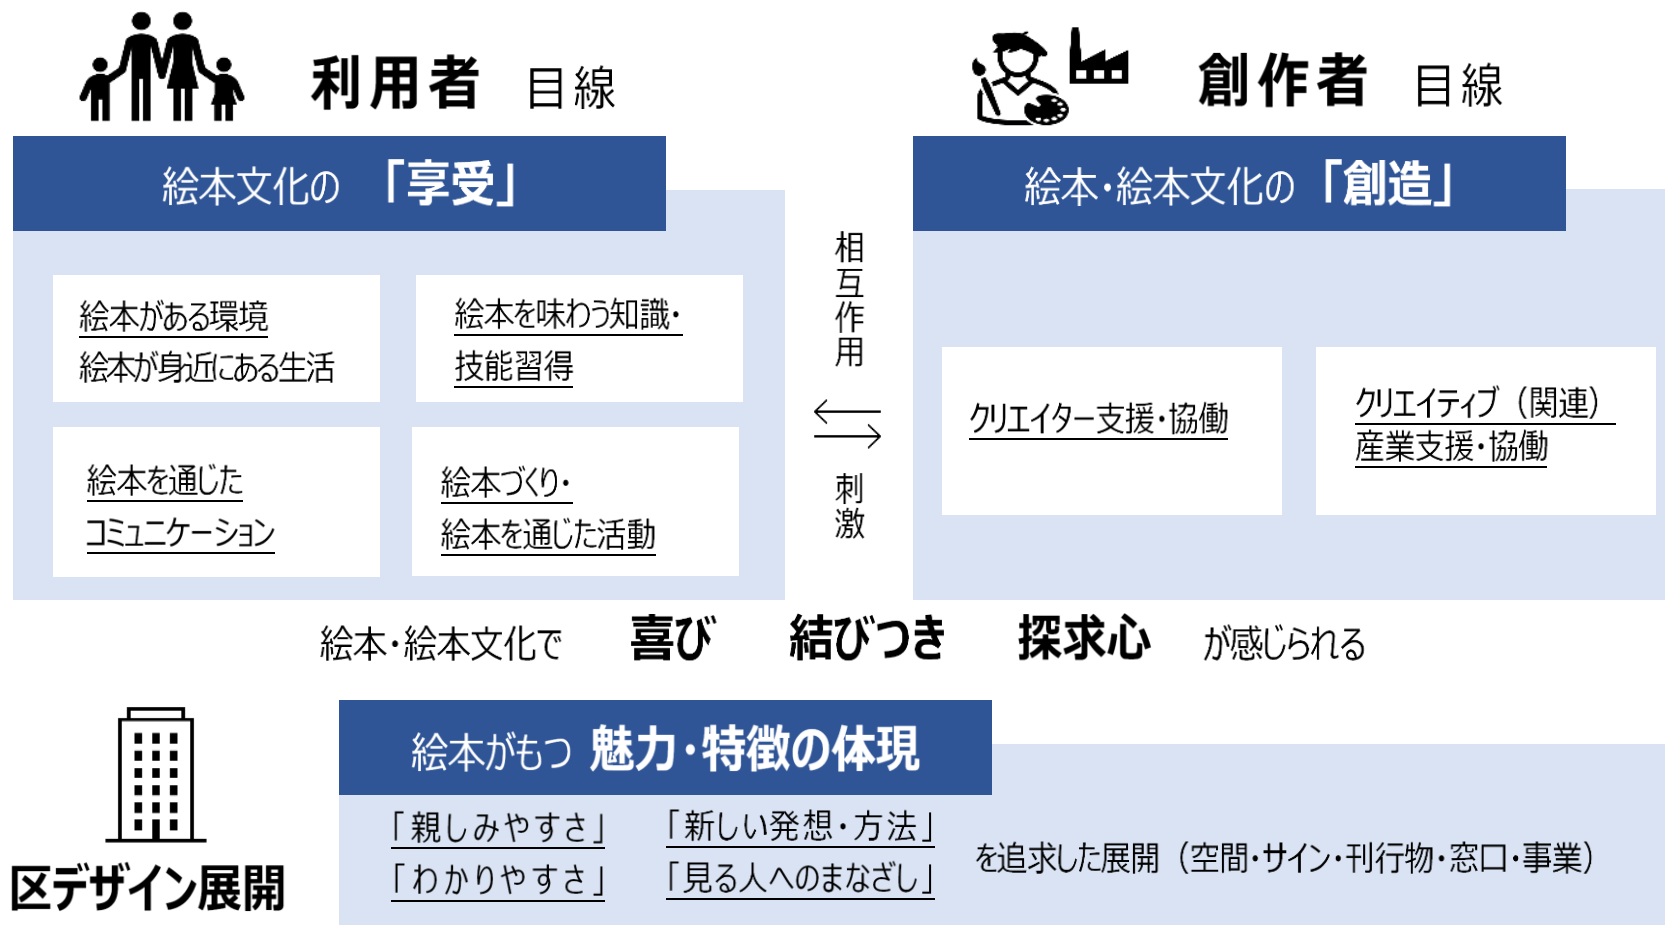 利用者 目線
絵本文化の「享受」
絵本がある環境
絵本が身近にある生活
絵本を味わう知識・
技能習得
絵本を通じた
コミュニケーション
絵本づくり・
絵本を通じた活動
相互作用
刺激
創作者 目線
絵本・絵本文化の「創造」
クリエイター支援・協働
クリエイティブ（関連）
産業支援・協働
絵本・絵本文化で 喜び 結びつき 探求心 が感じられる
区デザイン展開
絵本がもつ 魅力・特徴の体現
「親しみやすさ」 「新しい発想・方法」
「わかりやすさ」 「見る人へのまなざし」
を追求した展開（空間・サイン・刊行物・窓口・事業）